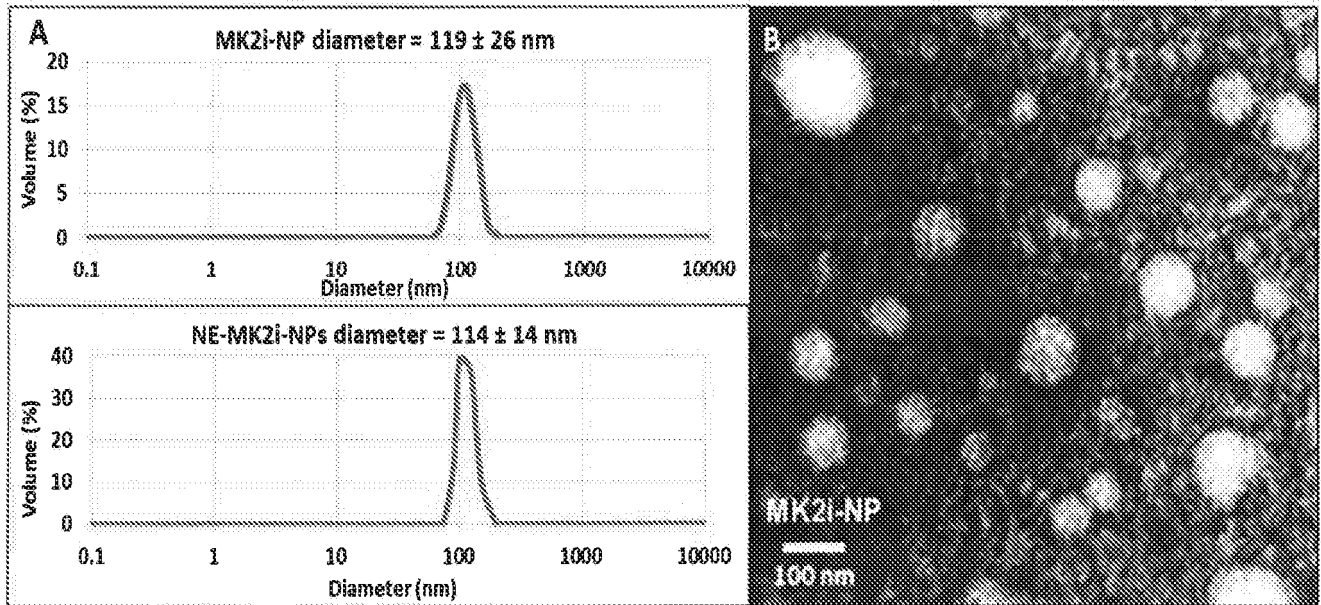 A
MK2i-NP diameter = 119 ± 26 nm
Volume (%)
20
15
10
5
0
0.1 1 10 100 1000 10000
Diameter (nm)
NE-MK2i-NPs diameter = 114 ± 14 nm
Volume (%)
40
30
20
10
0
0.1 1 10 100 1000 10000
Diameter (nm)
B
MK2i-NP
100 nm